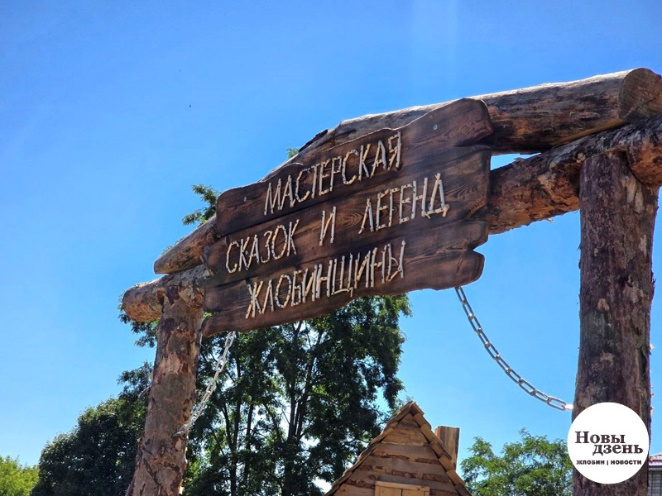 МАСТЕРСКАЯ
СКАЗОК И ЛЕГЕНД
ЖЛОБИНЩИНЫ
Новы
дзень
ЖЛОБИН | НОВОСТИ